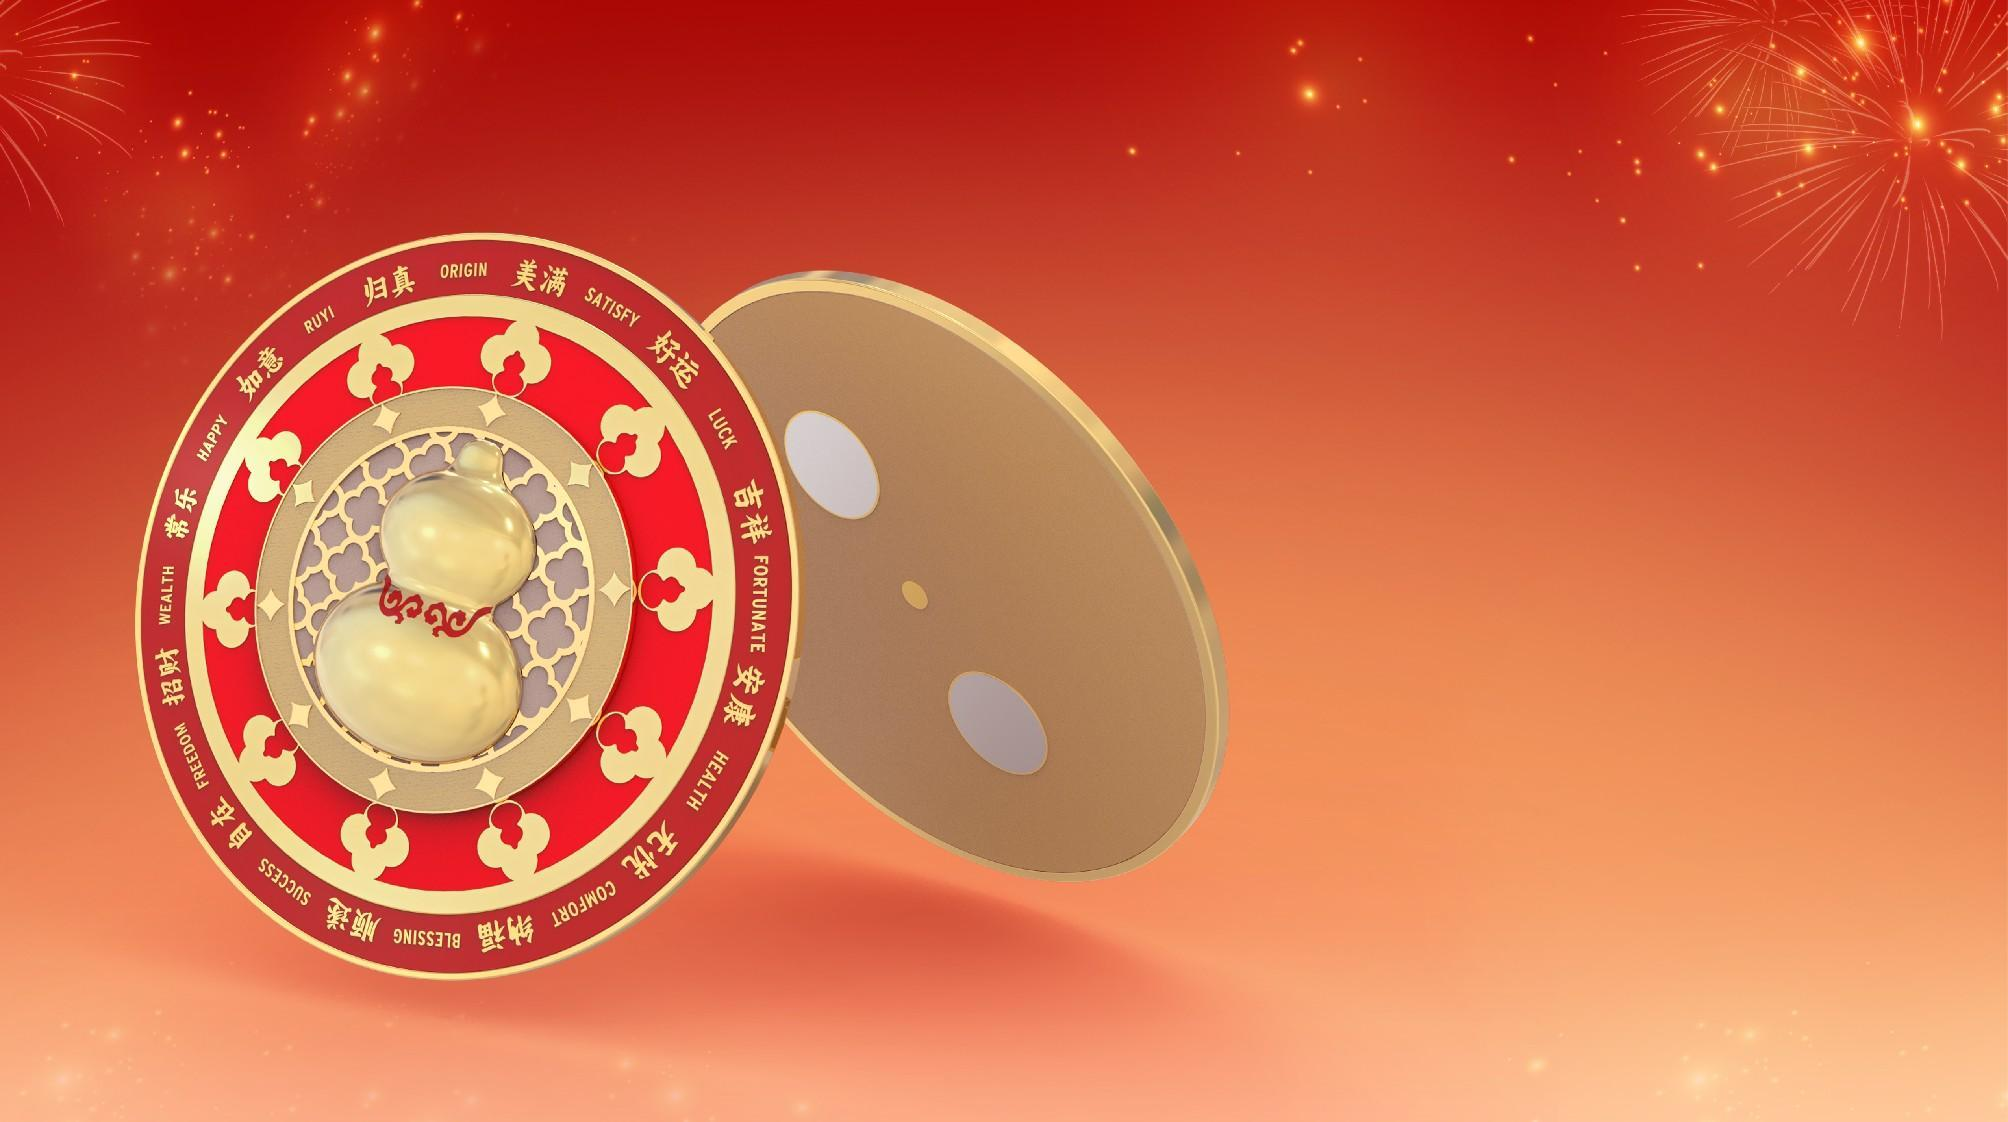 归真
ORIGIN
美满
SATISFY
好运
LUCK
吉祥
FORTUNATE
安康
HEALTH
无忧
COMFORT
纳福
BLESSING
顺遂
SUCCESS
自在
FREEDOM
招财
WEALTH
常乐
HAPPY
如意
RUYI